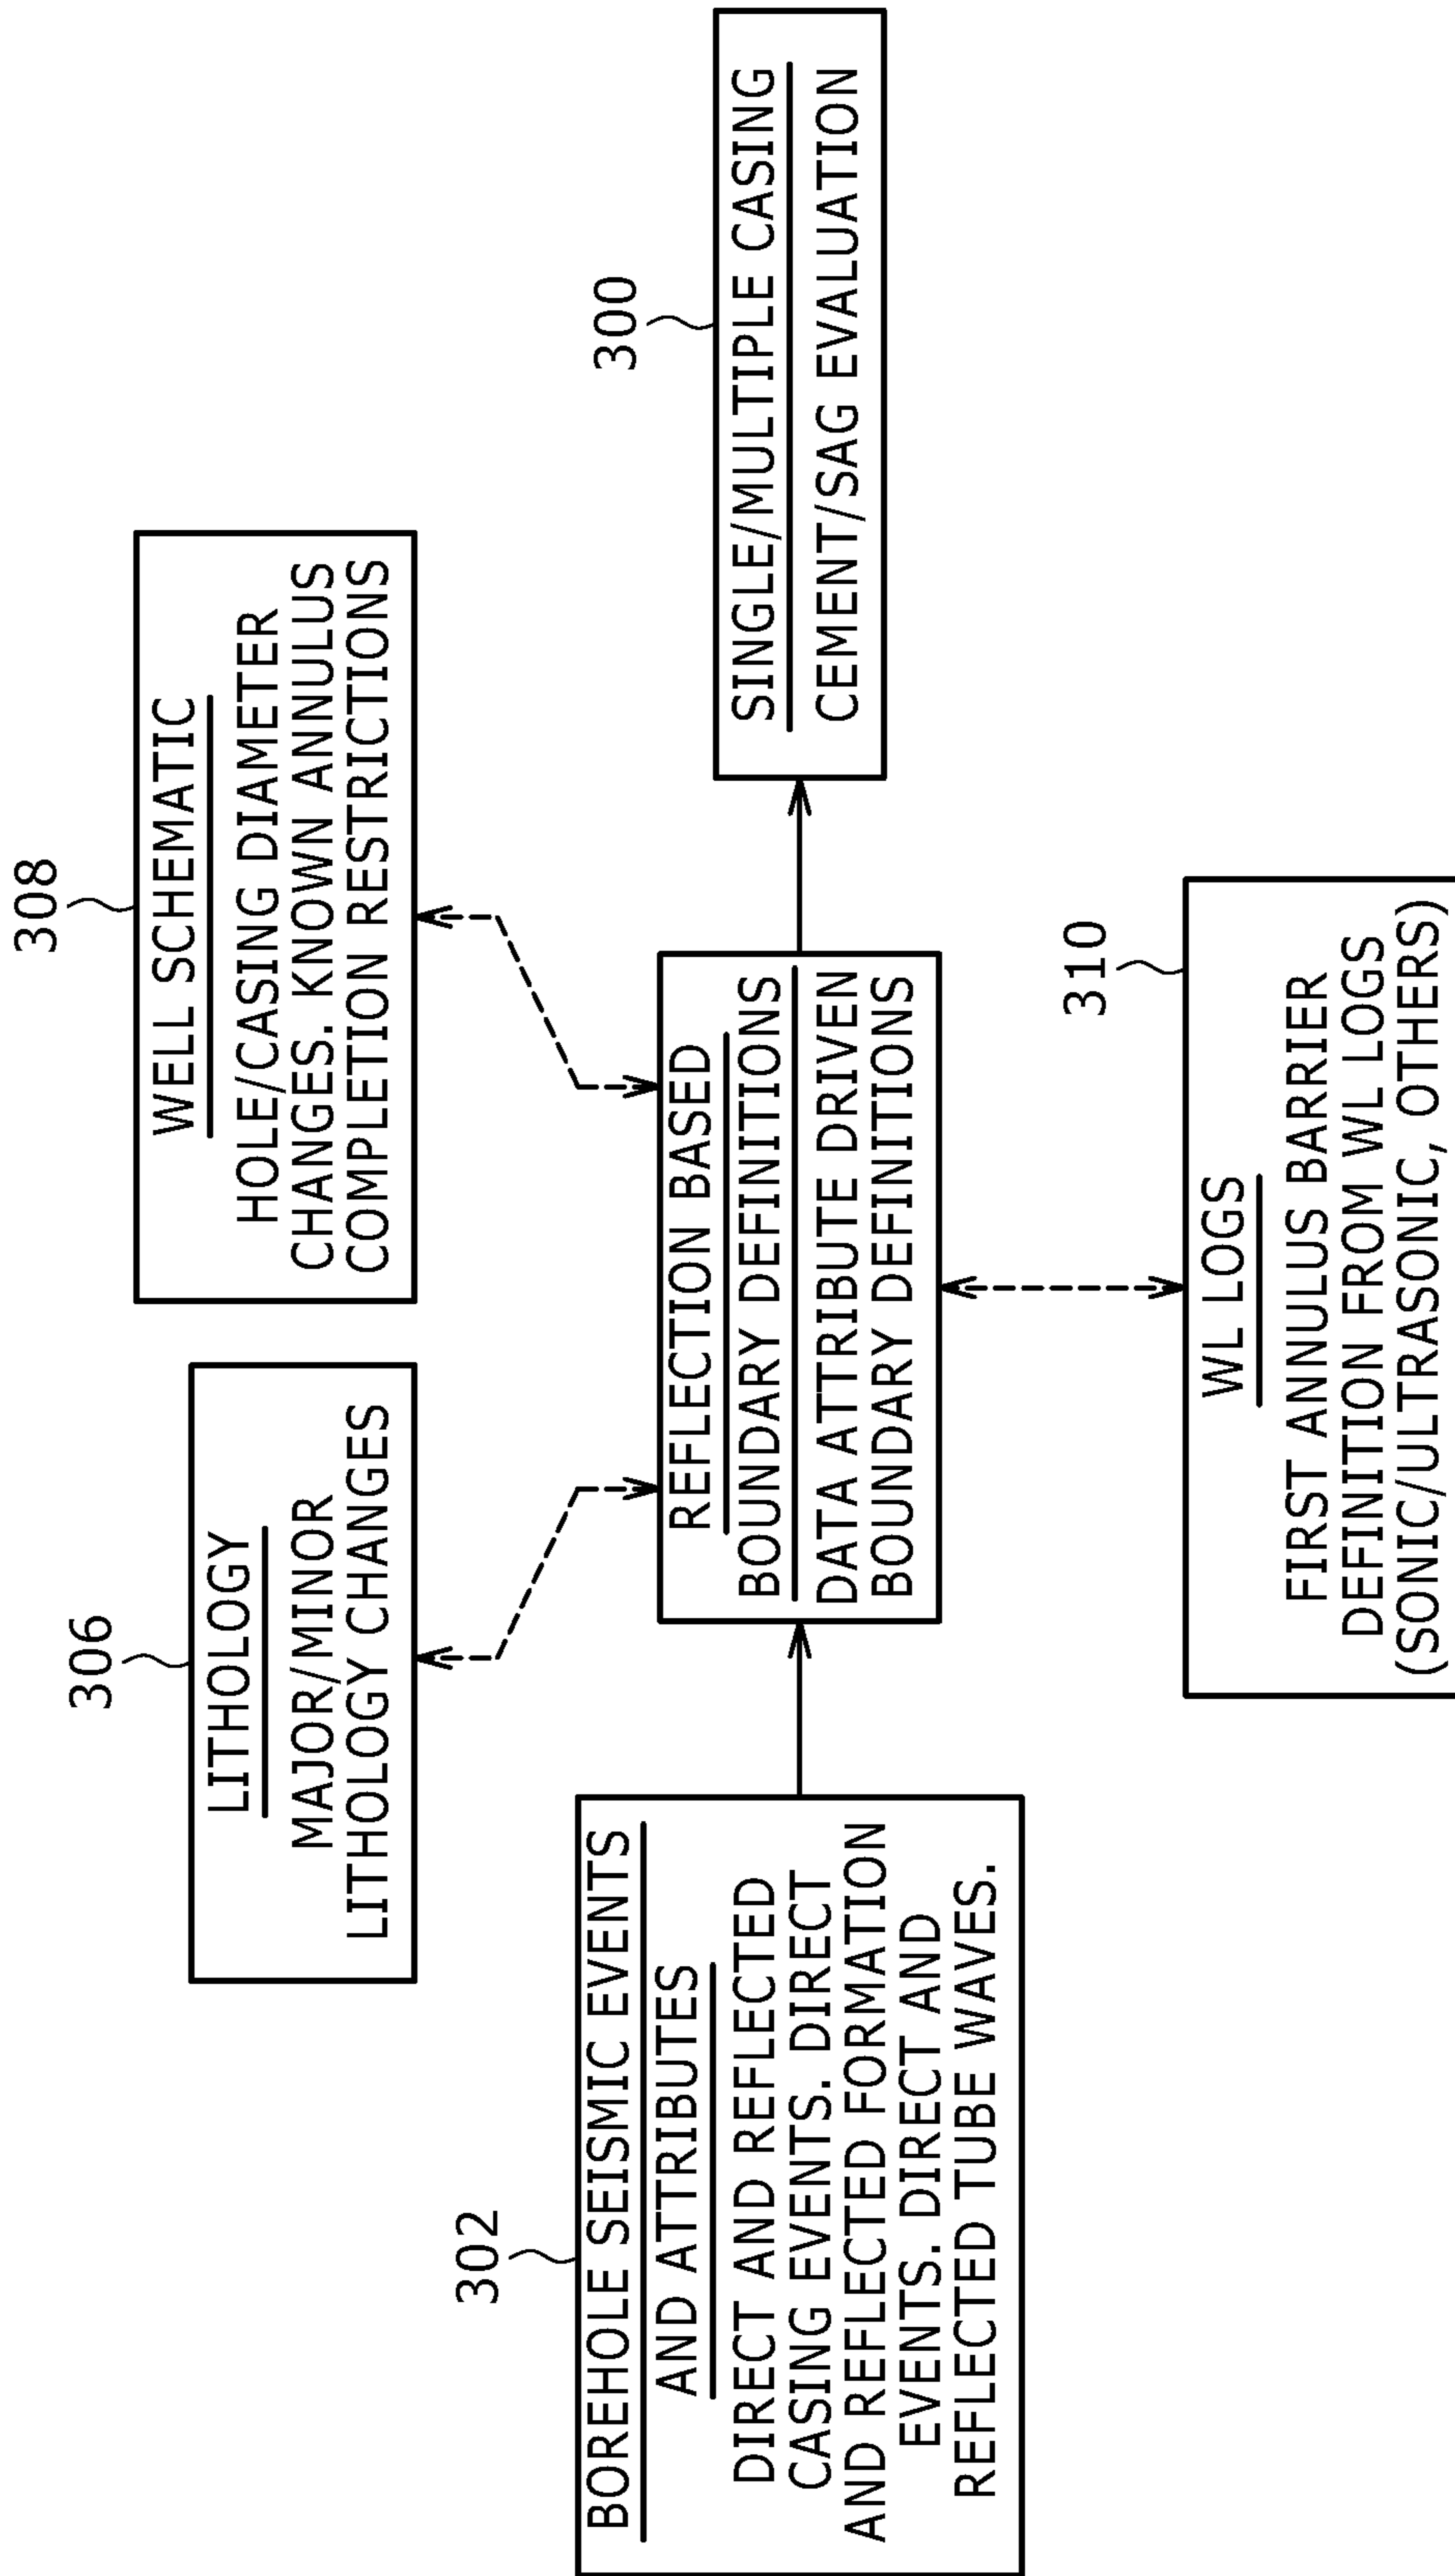 306
LITHOLOGY
MAJOR/MINOR
LITHOLOGY CHANGES
308
WELL SCHEMATIC
HOLE/CASING DIAMETER
CHANGES. KNOWN ANNULUS
COMPLETION RESTRICTIONS
302
BOREHOLE SEISMIC EVENTS
AND ATTRIBUTES
DIRECT AND REFLECTED
CASING EVENTS. DIRECT
AND REFLECTED FORMATION
EVENTS. DIRECT AND
REFLECTED TUBE WAVES.
REFLECTION BASED
BOUNDARY DEFINITIONS
DATA ATTRIBUTE DRIVEN
BOUNDARY DEFINITIONS
300
SINGLE/MULTIPLE CASING
CEMENT/SAG EVALUATION
310
WL LOGS
FIRST ANNULUS BARRIER
DEFINITION FROM WL LOGS
(SONIC/ULTRASONIC, OTHERS)